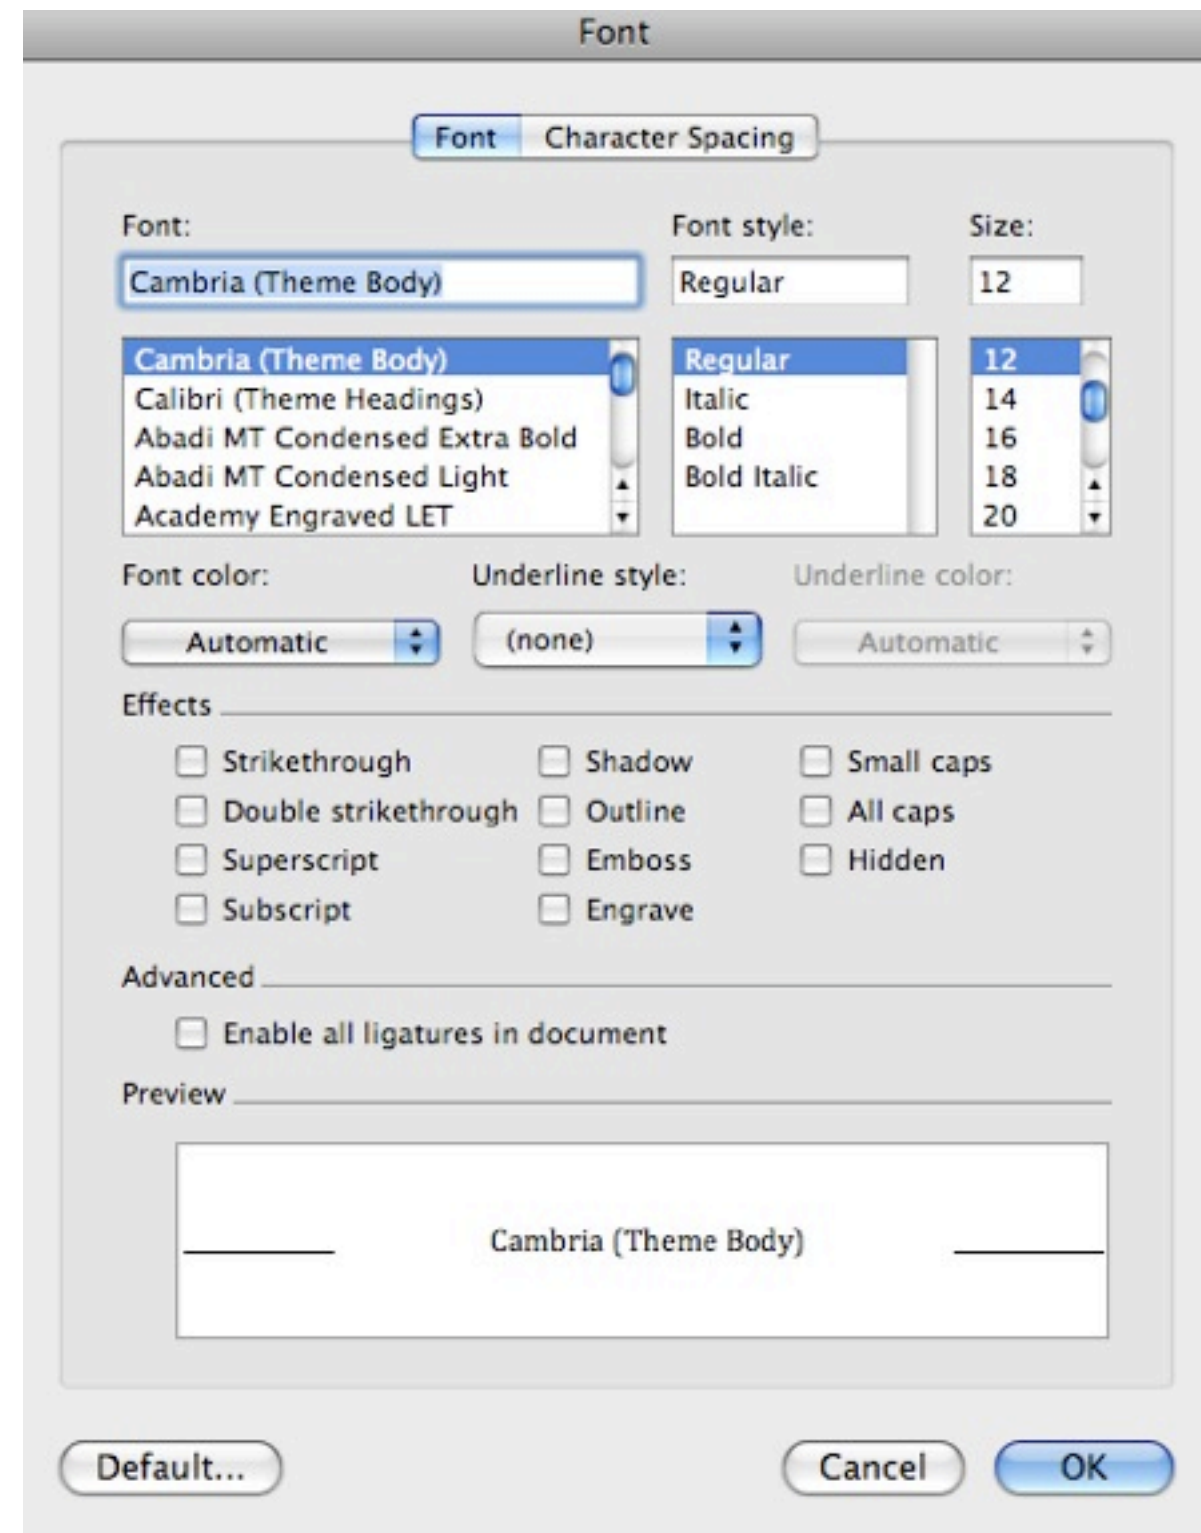 Font
Font Character Spacing
Font: Font style: Size:
Cambria (Theme Body) Regular 12
Cambria (Theme Body) Regular 12
Calibri (Theme Headings) Italic 14
Abadi MT Condensed Extra Bold Bold 16
Abadi MT Condensed Light Bold Italic 18
Academy Engraved LET 20
Font color: Underline style: Underline color:
Automatic (none) Automatic
Effects
Strikethrough Shadow Small caps
Double strikethrough Outline All caps
Superscript Emboss Hidden
Subscript Engrave
Advanced
Enable all ligatures in document
Preview
Cambria (Theme Body)
Default... Cancel OK